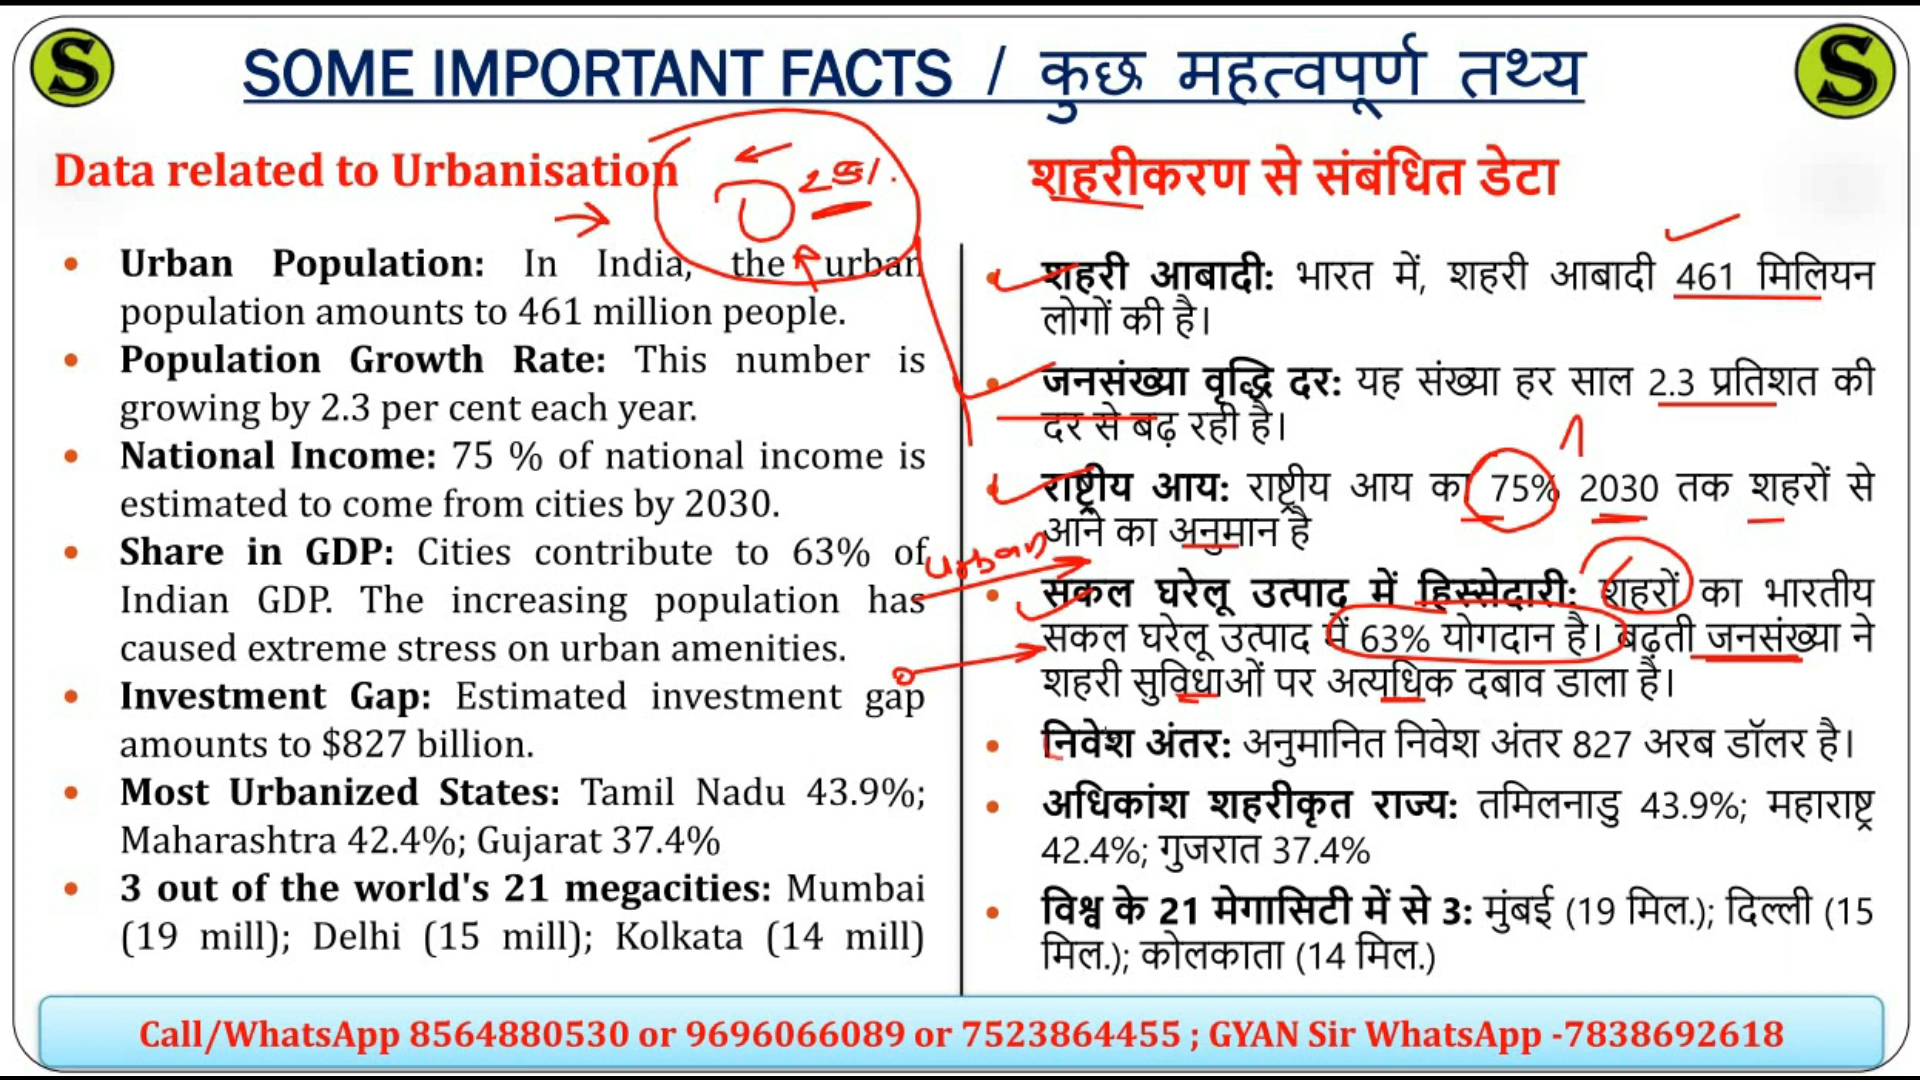 S
SOME IMPORTANT FACTS / कुछ महत्वपूर्ण तथ्य
S
Data related to Urbanisation
25%.
• Urban Population: In India, the urban
population amounts to 461 million people.
• Population Growth Rate: This number is
growing by 2.3 per cent each year.
• National Income: 75 % of national income is
estimated to come from cities by 2030.
• Share in GDP: Cities contribute to 63% of
Indian GDP. The increasing population has
caused extreme stress on urban amenities.
• Investment Gap: Estimated investment gap
amounts to $827 billion.
• Most Urbanized States: Tamil Nadu 43.9%;
Maharashtra 42.4%; Gujarat 37.4%
• 3 out of the world's 21 megacities: Mumbai
(19 mill); Delhi (15 mill); Kolkata (14 mill)
शहरीकरण से संबंधित डेटा
• शहरी आबादी: भारत में, शहरी आबादी 461 मिलियन
लोगों की है।
• जनसंख्या वृद्धि दर: यह संख्या हर साल 2.3 प्रतिशत की
दर से बढ़ रही है।
• राष्ट्रीय आय: राष्ट्रीय आय का 75% 2030 तक शहरों से
आने का अनुमान है
urban
• सकल घरेलू उत्पाद में हिस्सेदारी: शहरों का भारतीय
सकल घरेलू उत्पाद में 63% योगदान है। बढ़ती जनसंख्या ने
शहरी सुविधाओं पर अत्यधिक दबाव डाला है।
• निवेश अंतर: अनुमानित निवेश अंतर 827 अरब डॉलर है।
• अधिकांश शहरीकृत राज्य: तमिलनाडु 43.9%; महाराष्ट्र
42.4%; गुजरात 37.4%
• विश्व के 21 मेगासिटी में से 3: मुंबई (19 मिल.); दिल्ली (15
मिल.); कोलकाता (14 मिल.)
Call/WhatsApp 8564880530 or 9696066089 or 7523864455 ; GYAN Sir WhatsApp -7838692618